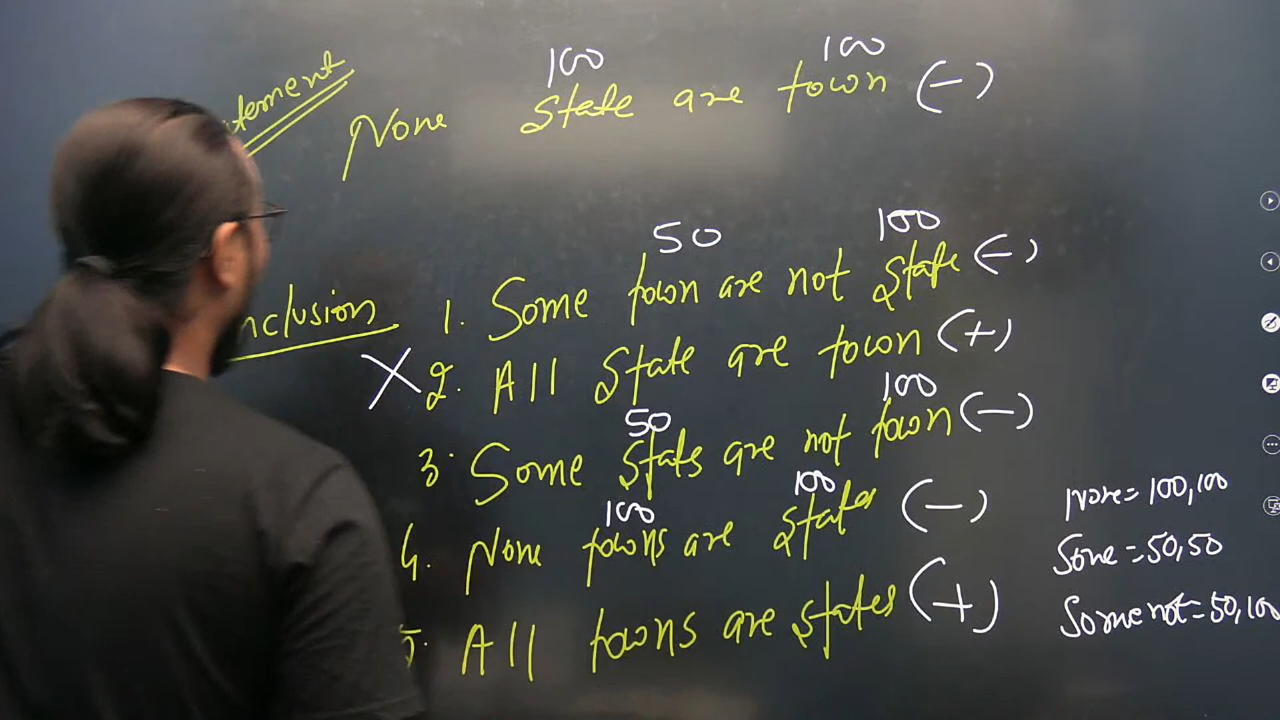 100 100
tement
None State are town (-)
50 100
nclusion 1. Some town are not State (-)
X 2. All State are town (+)
50 100
3. Some States are not town (-)
100 100
4. None towns are States (-)
5. All towns are states (+)
None = 100,100
Some = 50,50
Some not = 50,100